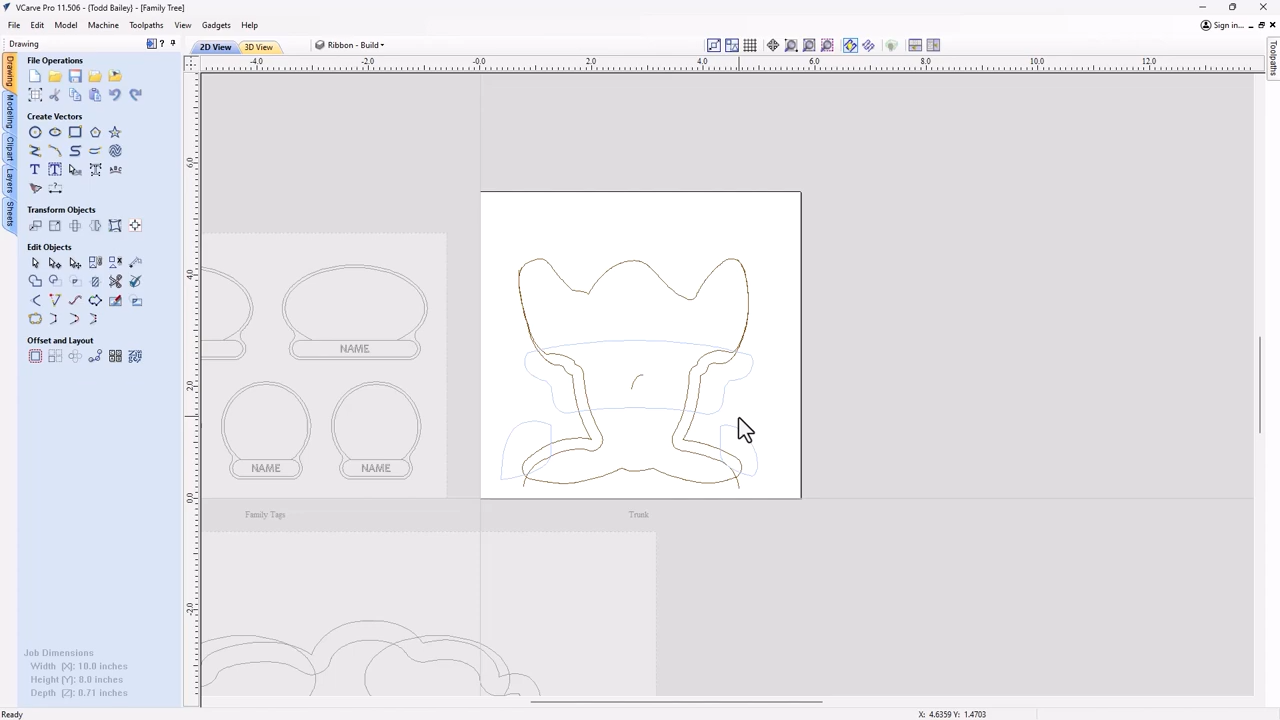 VCarve Pro 11.506 - (Todd Bailey) - [Family Tree]
File Edit Model Machine Toolpaths View Gadgets Help
Sign in...
Drawing
2D View 3D View Ribbon - Build
-4.0 -2.0 -0.0 2.0 4.0 6.0 8.0 10.0 12.0
Drawing
Modeling
Clipart
Layers
Sheets
Toolpaths
File Operations
Create Vectors
Transform Objects
Edit Objects
Offset and Layout
6.0
4.0
2.0
0.0
-2.0
NAME
NAME NAME
Family Tags Trunk
Job Dimensions
Width (X): 10.0 inches
Height (Y): 8.0 inches
Depth (Z): 0.71 inches
Ready X: 4.6359 Y: 1.4703